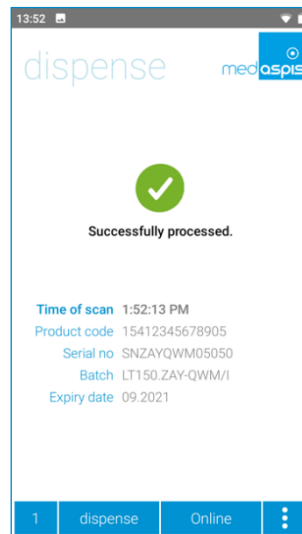 13:52
dispense
medaspis
Successfully processed.
Time of scan 1:52:13 PM
Product code 15412345678905
Serial no SNZAYQWM05050
Batch LT150.ZAY-QWM/I
Expiry date 09.2021
1 dispense Online